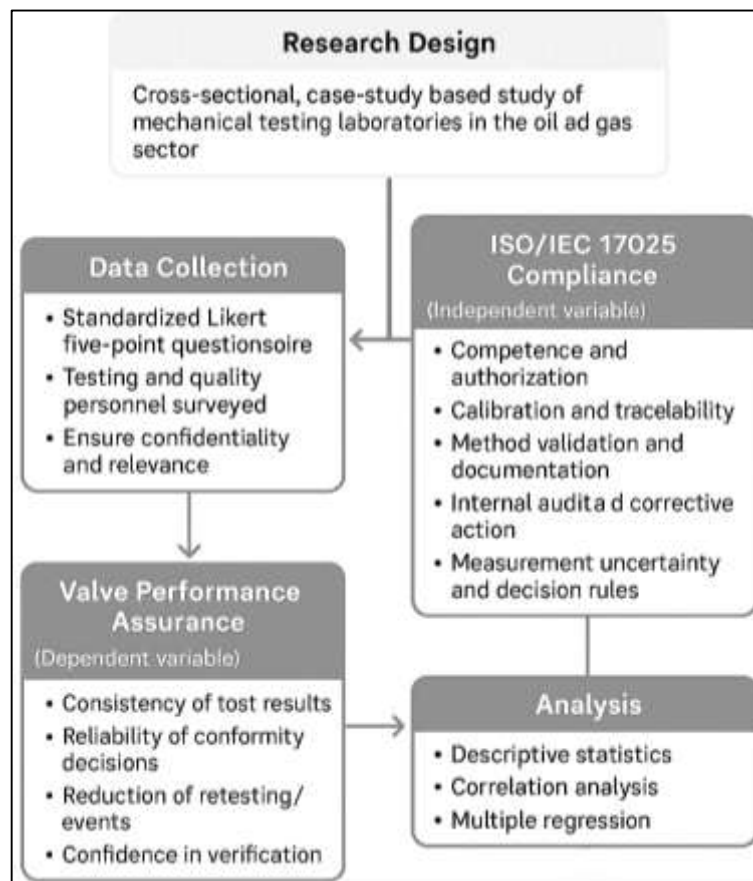 Research Design
Cross-sectional, case-study based study of
mechanical testing laboratories in the oil ad gas
sector
Data Collection
• Standardized Likert
five-point questionsoire
• Testing and quality
personnel surveyed
• Ensure confidentiality
and relevance
ISO/IEC 17025
Compliance
(Independent variable)
• Competence and
authorization
• Calibration and tracelability
• Method validation and
documentation
• Internal audita d corrective
action
• Measurement uncertainty
and decision rules
Valve Performance
Assurance
(Dependent variable)
• Consistency of tost results
• Reliability of conformity
decisions
• Reduction of retesting/
events
• Confidence in verification
Analysis
• Descriptive statistics
• Correlation analysis
• Multiple regression